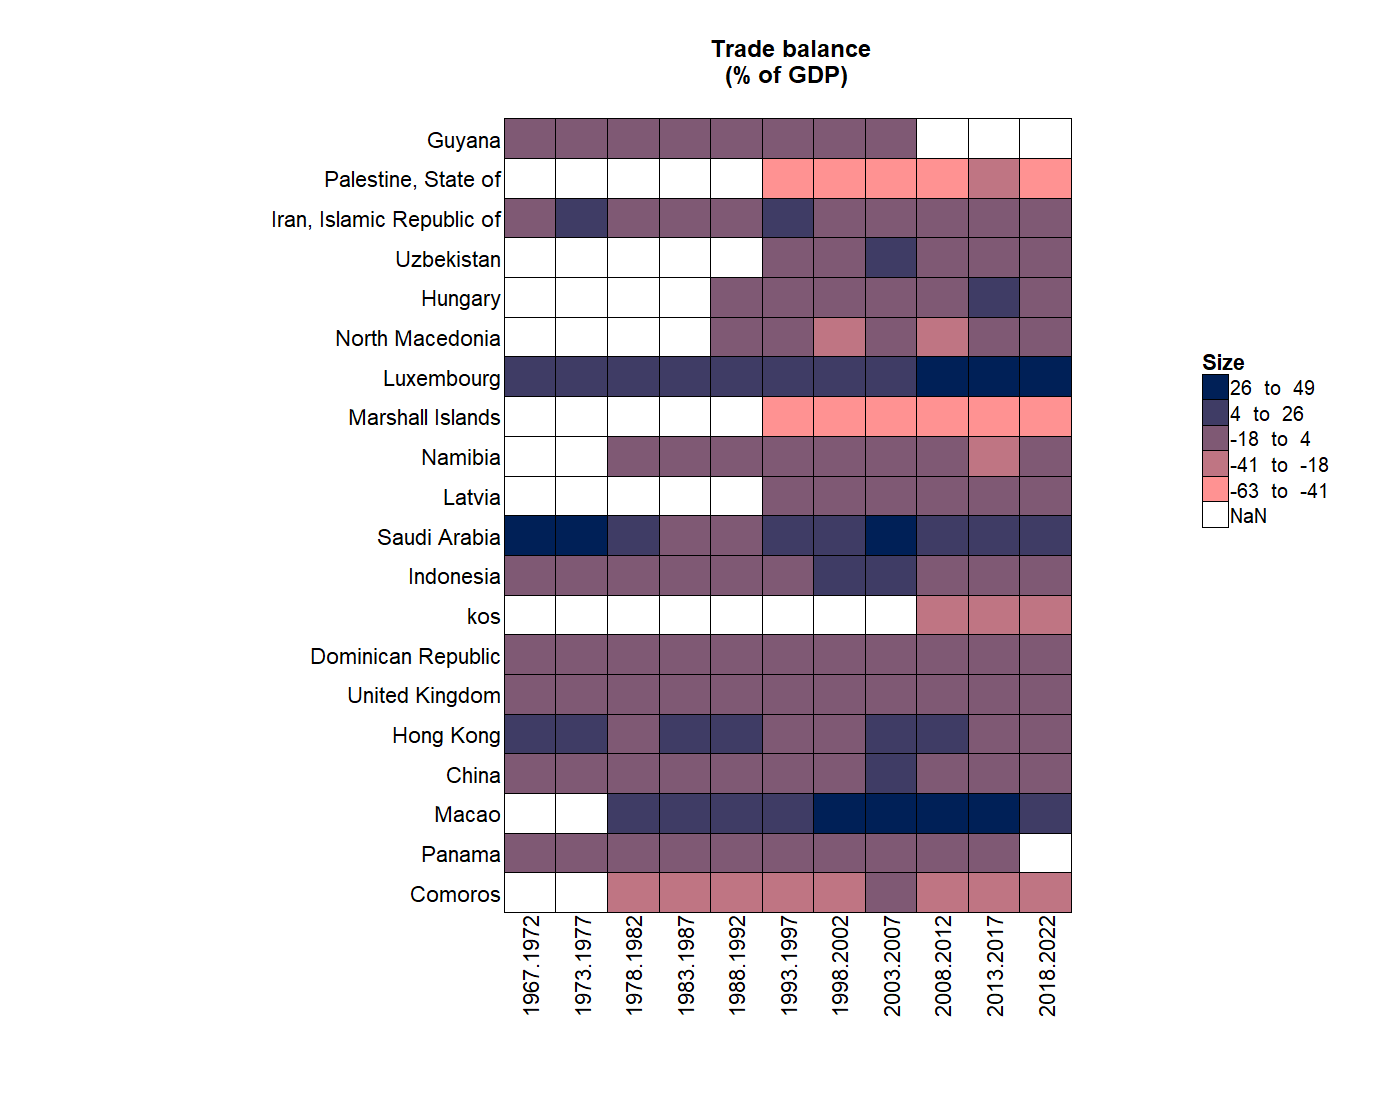 Trade balance
(% of GDP)
Guyana
Palestine, State of
Iran, Islamic Republic of
Uzbekistan
Hungary
North Macedonia
Luxembourg
Marshall Islands
Namibia
Latvia
Saudi Arabia
Indonesia
kos
Dominican Republic
United Kingdom
Hong Kong
China
Macao
Panama
Comoros
1967.1972
1973.1977
1978.1982
1983.1987
1988.1992
1993.1997
1998.2002
2003.2007
2008.2012
2013.2017
2018.2022
Size
26 to 49
4 to 26
-18 to 4
-41 to -18
-63 to -41
NaN